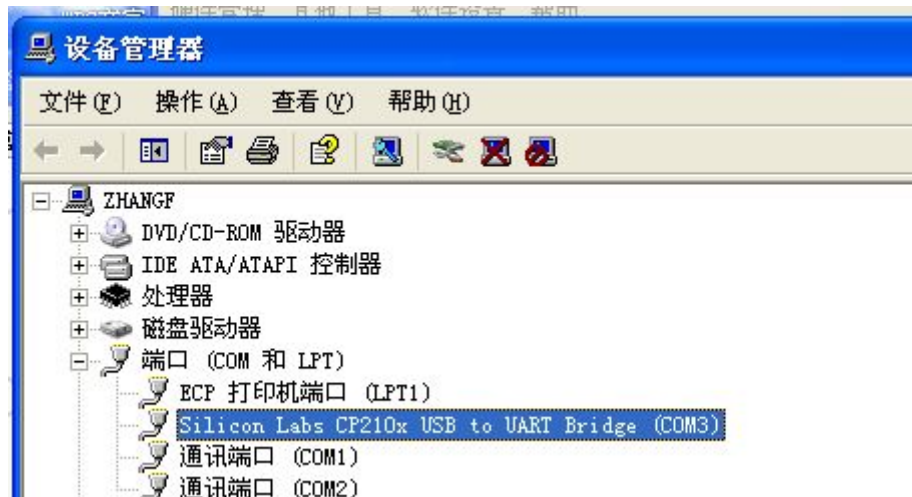 设备管理器
文件(F) 操作(A) 查看(V) 帮助(H)
ZHANGF
DVD/CD-ROM 驱动器
IDE ATA/ATAPI 控制器
处理器
磁盘驱动器
端口 (COM 和 LPT)
ECP 打印机端口 (LPT1)
Silicon Labs CP210x USB to UART Bridge (COM3)
通讯端口 (COM1)
通讯端口 (COM2)